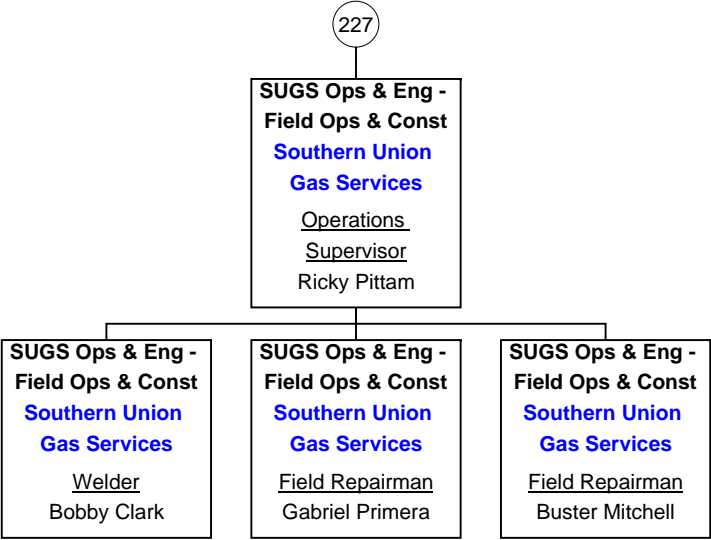 227
SUGS Ops & Eng -
Field Ops & Const
Southern Union
Gas Services
Operations
Supervisor
Ricky Pittam
SUGS Ops & Eng -
Field Ops & Const
Southern Union
Gas Services
Welder
Bobby Clark
SUGS Ops & Eng -
Field Ops & Const
Southern Union
Gas Services
Field Repairman
Gabriel Primera
SUGS Ops & Eng -
Field Ops & Const
Southern Union
Gas Services
Field Repairman
Buster Mitchell